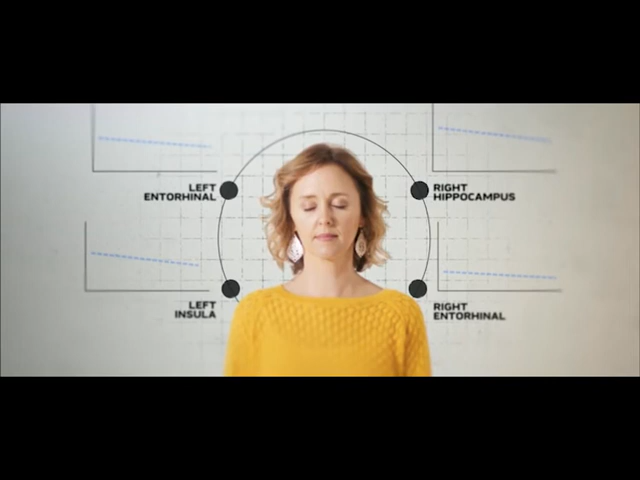 LEFT
ENTORHINAL
RIGHT
HIPPOCAMPUS
LEFT
INSULA
RIGHT
ENTORHINAL